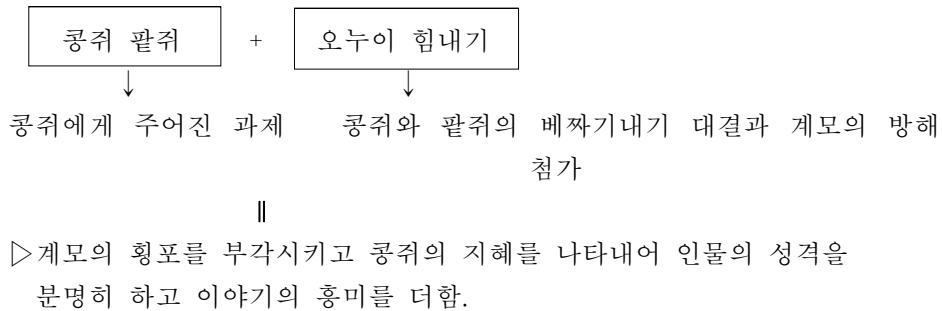 콩쥐 팥쥐 + 오누이 힘내기
↓ ↓
콩쥐에게 주어진 과제 콩쥐와 팥쥐의 베짜기내기 대결과 계모의 방해
첨가
∥
▷계모의 횡포를 부각시키고 콩쥐의 지혜를 나타내어 인물의 성격을
분명히 하고 이야기의 흥미를 더함.